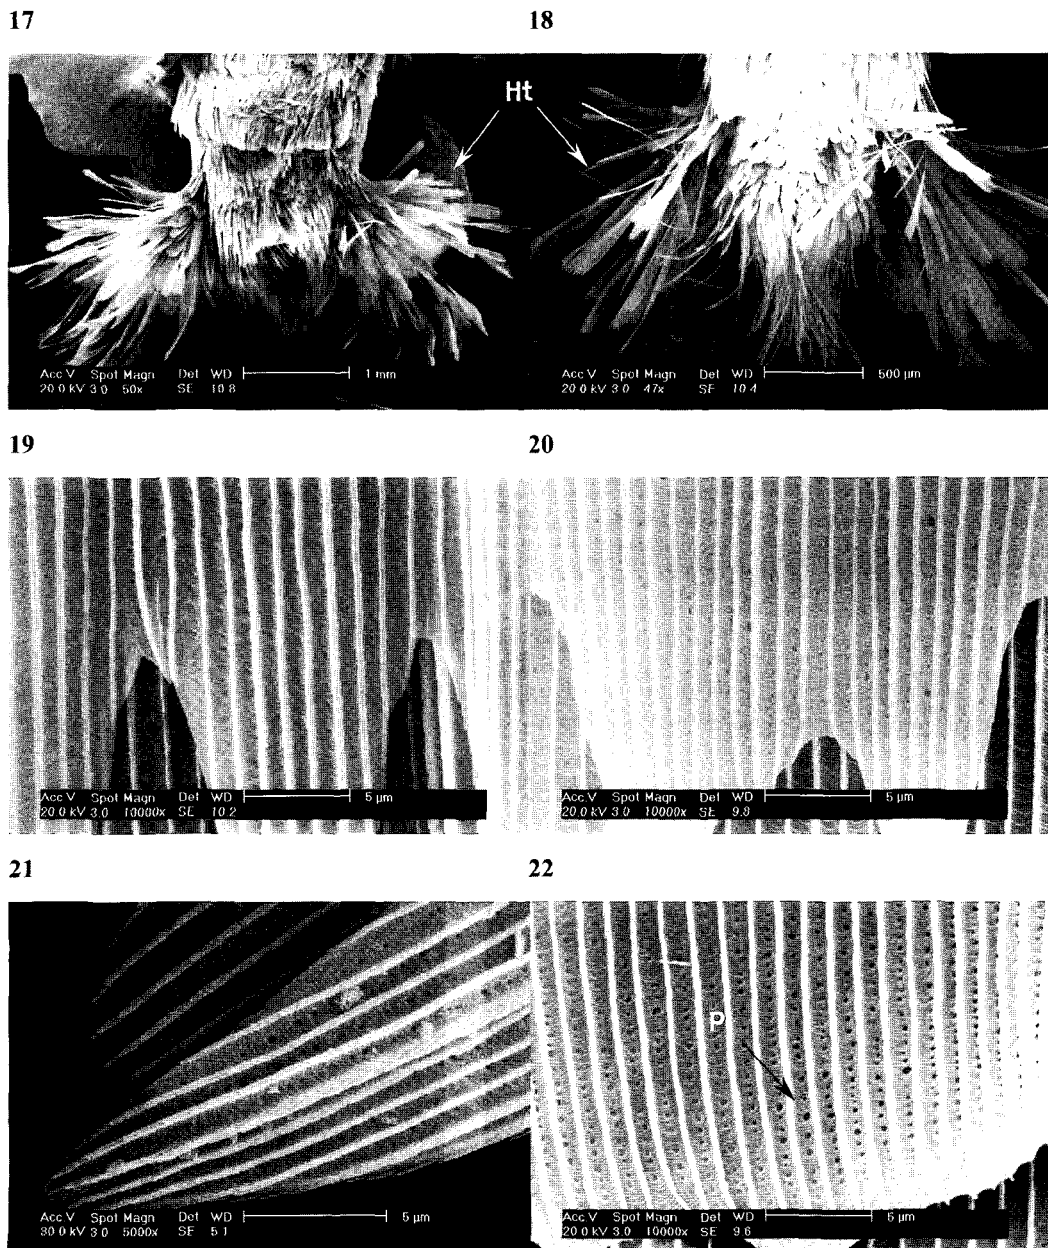 17
18
Ht
Acc.V Spot Magn Det WD 1 mm
20.0 kV 3.0 50x SE 10.8
Acc.V Spot Magn Det WD 500 µm
20.0 kV 3.0 47x SE 10.4
19
20
Acc.V Spot Magn Det WD 5 µm
20.0 kV 3.0 10000x SE 10.2
Acc.V Spot Magn Det WD 5 µm
20.0 kV 3.0 10000x SE 9.8
21
22
P
Acc.V Spot Magn Det WD 5 µm
30.0 kV 3.0 5000x SE 5.1
Acc.V Spot Magn Det WD 5 µm
20.0 kV 3.0 10000x SE 9.6